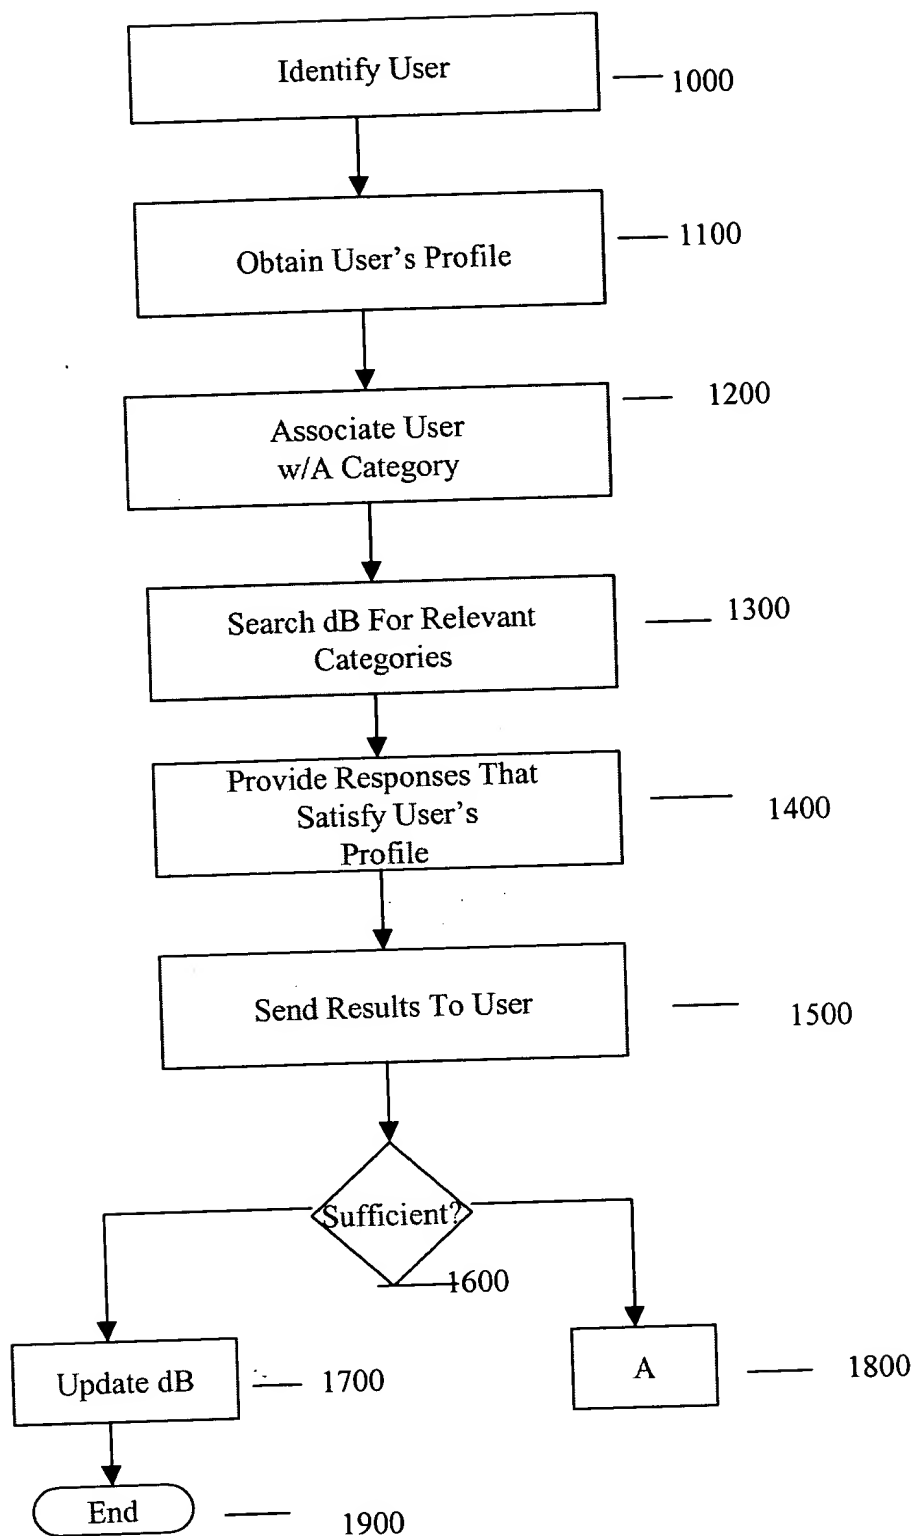 Identify User
1000
Obtain User's Profile
1100
Associate User
w/A Category
1200
Search dB For Relevant
Categories
1300
Provide Responses That
Satisfy User's
Profile
1400
Send Results To User
1500
Sufficient?
1600
Update dB
1700
A
1800
End
1900